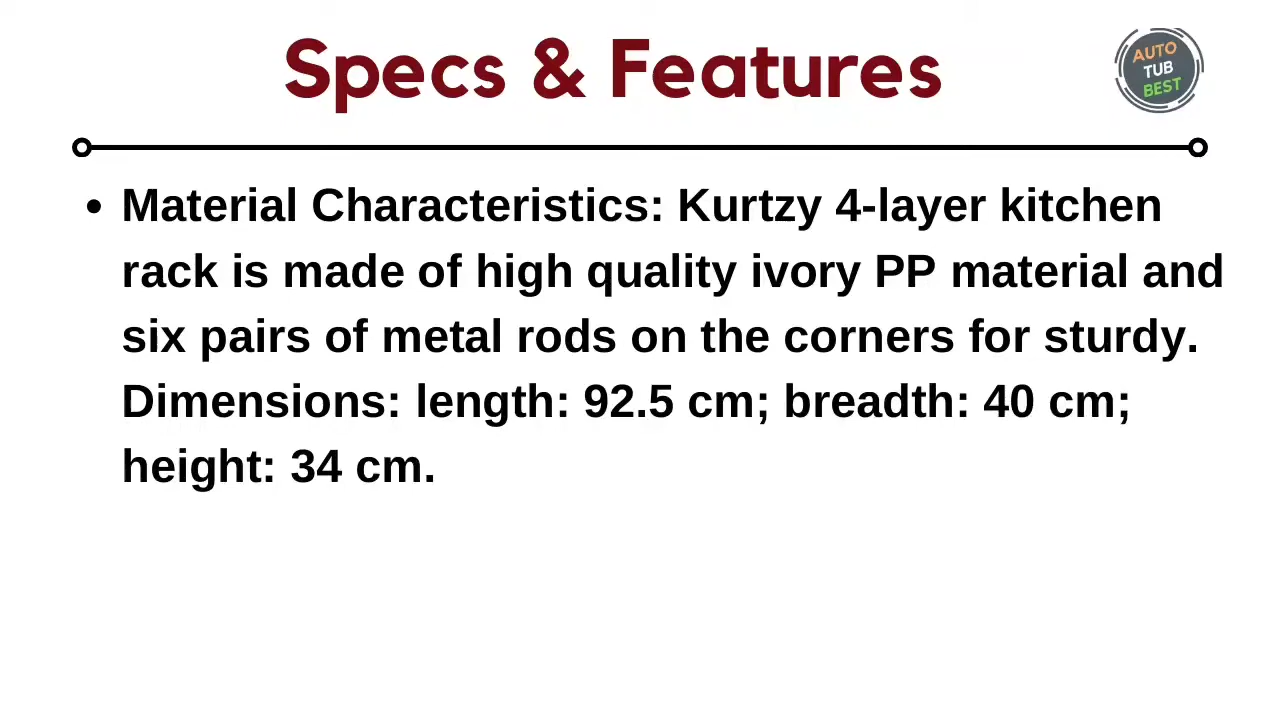 Specs & Features
AUTO
TUB
BEST
• Material Characteristics: Kurtzy 4-layer kitchen
rack is made of high quality ivory PP material and
six pairs of metal rods on the corners for sturdy.
Dimensions: length: 92.5 cm; breadth: 40 cm;
height: 34 cm.